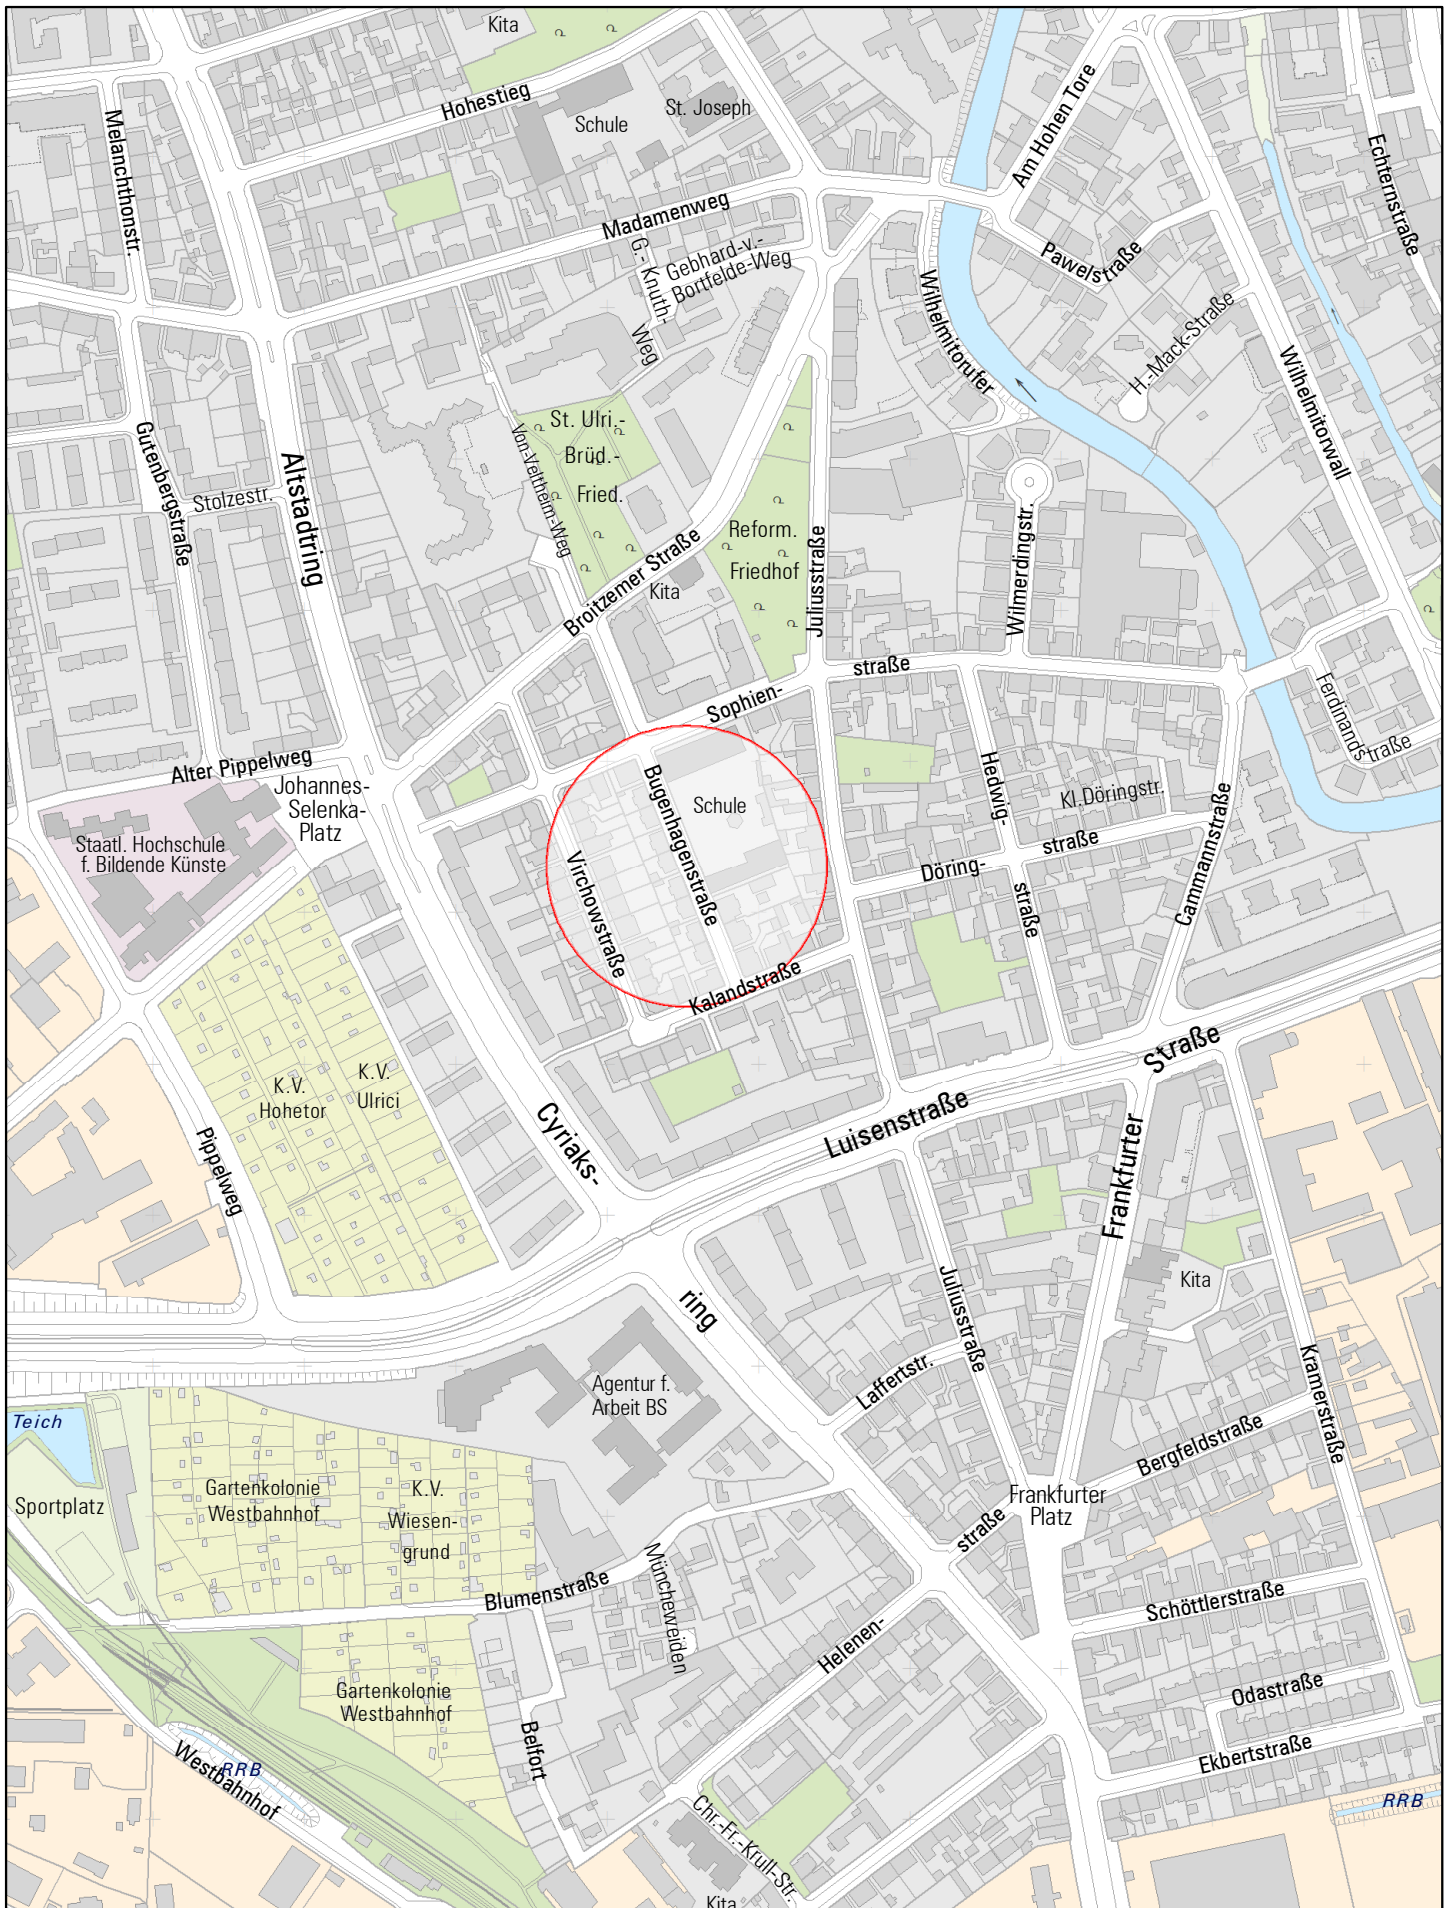 Kita
Hohestieg
St. Joseph
Schule
Melanchthonstr.
Am Hohen Tore
Echternstraße
Madamenweg
G.- Knuth-
Weg
Gebhard-v.-
Bortfelde-Weg
Pawelstraße
Wilhelmitorufer
H.-Mack-Straße
Wilhelmitorwall
Gutenbergstraße
Stolzestr.
Altstadtring
Von-Veltheim-Weg
St. Ulri.-
Brüd.-
Fried.
Broitzemer Straße
Kita
Reform.
Friedhof
Juliusstraße
Wilmerdingstr.
Sophien-
straße
Ferdinand-
straße
Alter Pippelweg
Johannes-
Selenka-
Platz
Staatl. Hochschule
f. Bildende Künste
Virchowstraße
Bugenhagenstraße
Schule
Hedwig-
straße
Kl.Döringstr.
Döring-
straße
Cammannstraße
Kalandstraße
K.V.
Hohetor
K.V.
Ulrici
Pippelweg
Cyriaks-
ring
Luisenstraße
Straße
Frankfurter
Kita
Juliusstraße
Laffertstr.
Kramerstraße
Bergfeldstraße
Agentur f.
Arbeit BS
Teich
Sportplatz
Gartenkolonie
Westbahnhof
K.V.
Wiesen-
grund
Frankfurter
Platz
straße
Blumenstraße
Müncheweiden
Helenen-
Schöttlerstraße
Odastraße
Ekbertstraße
Gartenkolonie
Westbahnhof
Belfort
RRB
Westbahnhof
Chr.-Fr.-Krull-Str.
Kita
RRB